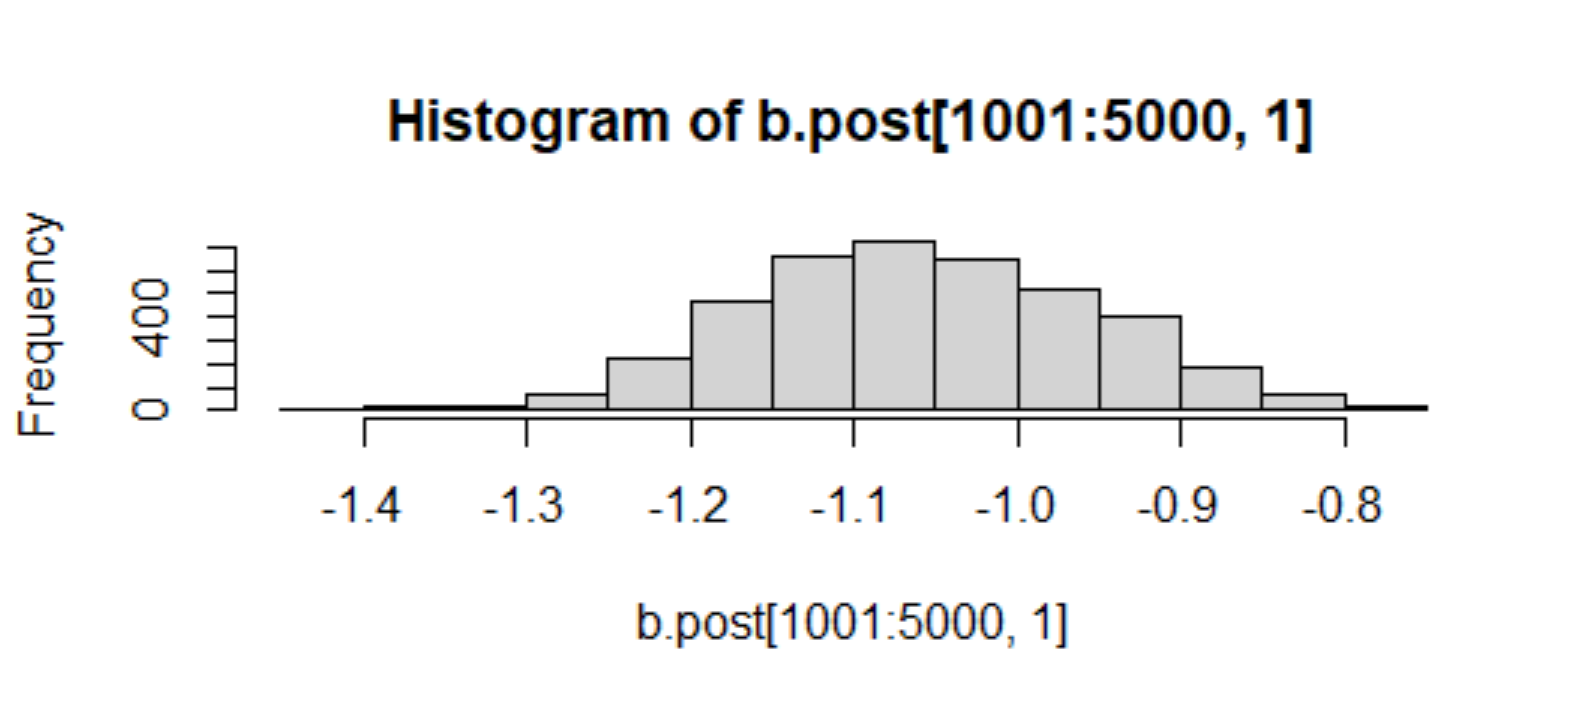 Histogram of b.post[1001:5000, 1]
Frequency
400
0
-1.4 -1.3 -1.2 -1.1 -1.0 -0.9 -0.8
b.post[1001:5000, 1]